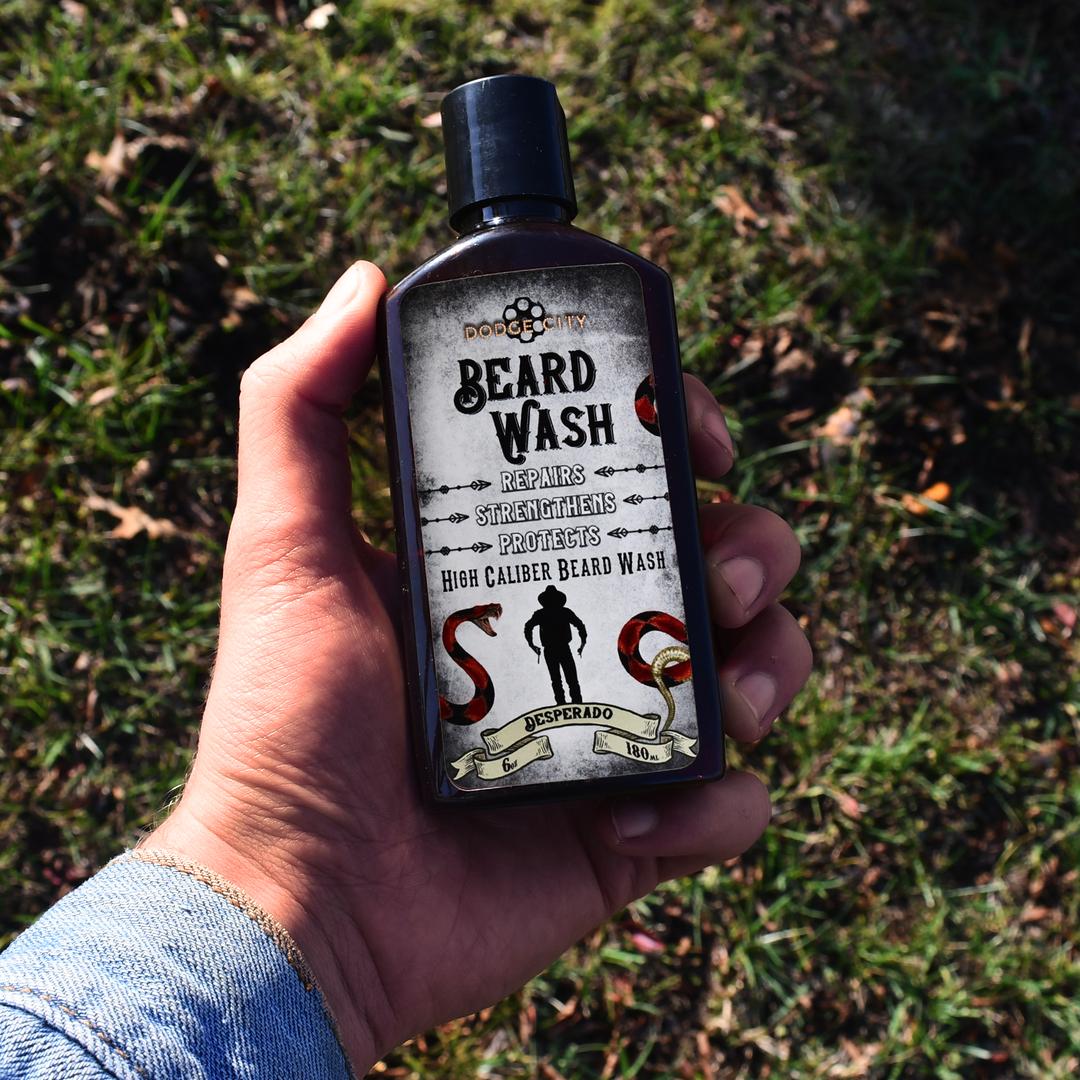 DODGE CITY
BEARD
WASH
REPAIRS
STRENGTHENS
PROTECTS
HIGH CALIBER BEARD WASH
DESPERADO
6OZ
180ML